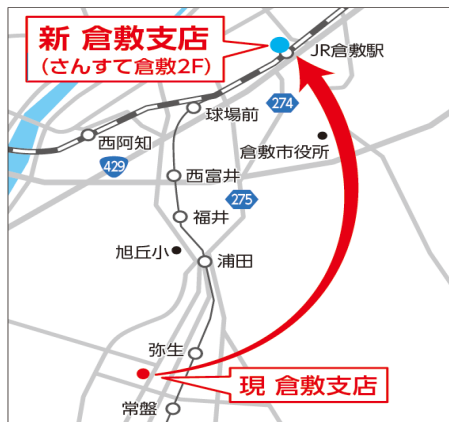 新 倉敷支店
(さんすて倉敷2F)
JR倉敷駅
274
球場前
倉敷市役所
西阿知
429
西富井
275
福井
旭丘小
浦田
弥生
現 倉敷支店
常盤